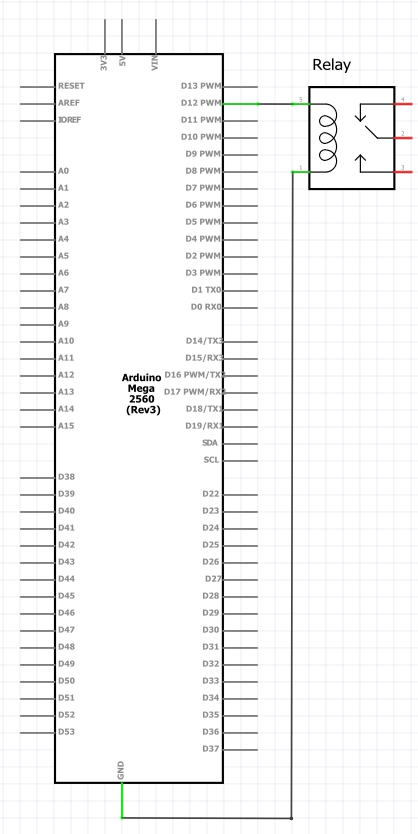 3V3
5V
VIN
Relay
RESET
D13 PWM
AREF
D12 PWM
5
4
IOREF
D11 PWM
D10 PWM
2
D9 PWM
A0
D8 PWM
1
3
A1
D7 PWM
A2
D6 PWM
A3
D5 PWM
A4
D4 PWM
A5
D2 PWM
A6
D3 PWM
A7
D1 TX0
A8
D0 RX0
A9
A10
D14/TX3
A11
D15/RX3
A12
D16 PWM/TX2
A13
D17 PWM/RX2
Arduino
Mega
2560
(Rev3)
A14
D18/TX1
A15
D19/RX1
SDA
SCL
D38
D39
D22
D40
D23
D41
D24
D42
D25
D43
D26
D44
D27
D45
D28
D46
D29
D47
D30
D48
D31
D49
D32
D50
D33
D51
D34
D52
D35
D53
D36
D37
GND